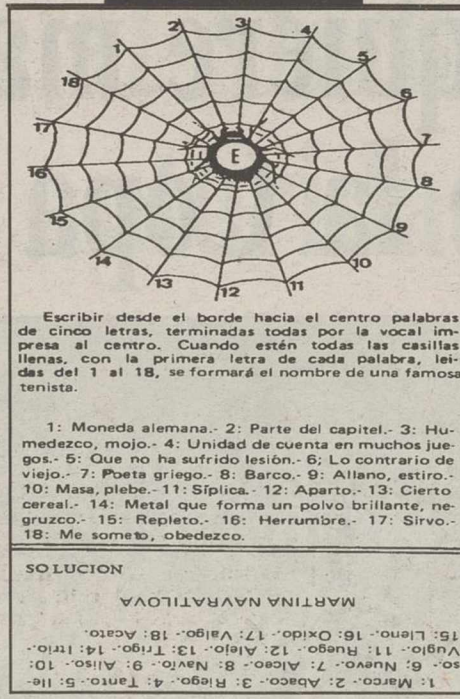 1
2
3
4
5
6
7
8
9
10
11
12
13
14
15
16
17
18
E
Escribir desde el borde hacia el centro palabras
de cinco letras, terminadas todas por la vocal im-
presa al centro. Cuando estén todas las casillas
llenas, con la primera letra de cada palabra, leí-
das del 1 al 18, se formará el nombre de una famosa
tenista.
1: Moneda alemana.- 2: Parte del capitel.- 3: Hu-
medezco, mojo.- 4: Unidad de cuenta en muchos jue-
gos.- 5: Que no ha sufrido lesión.- 6; Lo contrario de
viejo.- 7: Poeta griego.- 8: Barco.- 9: Allano, estiro.-
10: Masa, plebe.- 11: Síplica.- 12: Aparto.- 13: Cierto
cereal.- 14: Metal que forma un polvo brillante, ne-
gruzco.- 15: Repleto.- 16: Herrumbre.- 17: Sirvo.-
18: Me someto, obedezco.
SOLUCION
MARTINA NAVRATILOVA
1: Marco.- 2: Abaco.- 3: Riego.- 4: Tanto.- 5: Ile-
so.- 6: Nuevo.- 7: Alceo.- 8: Navio.- 9: Aliso.- 10:
Vuglo.- 11: Ruego.- 12: Alejo.- 13: Trigo.- 14: Itrio.-
15: Lleno.- 16: Oxido.- 17: Valgo.- 18: Acato.